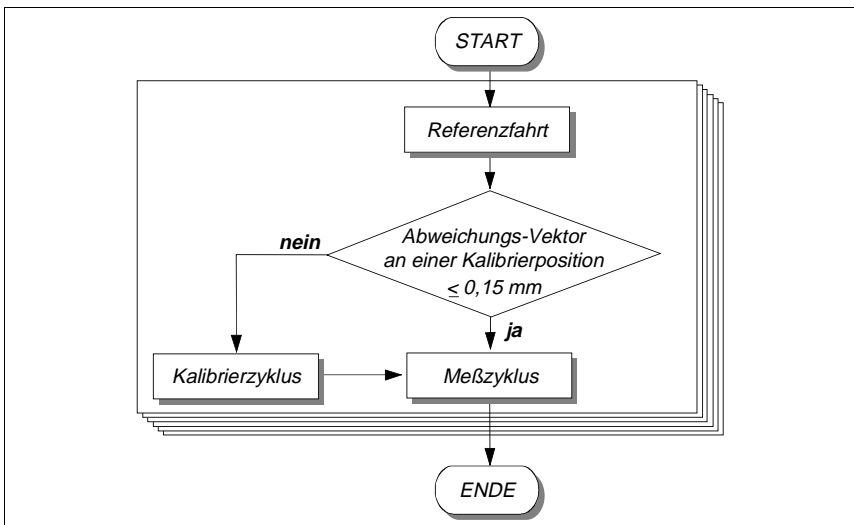 START
Referenzfahrt
Abweichungs-Vektor
an einer Kalibrierposition
≤ 0,15 mm
nein
ja
Kalibrierzyklus
Meßzyklus
ENDE